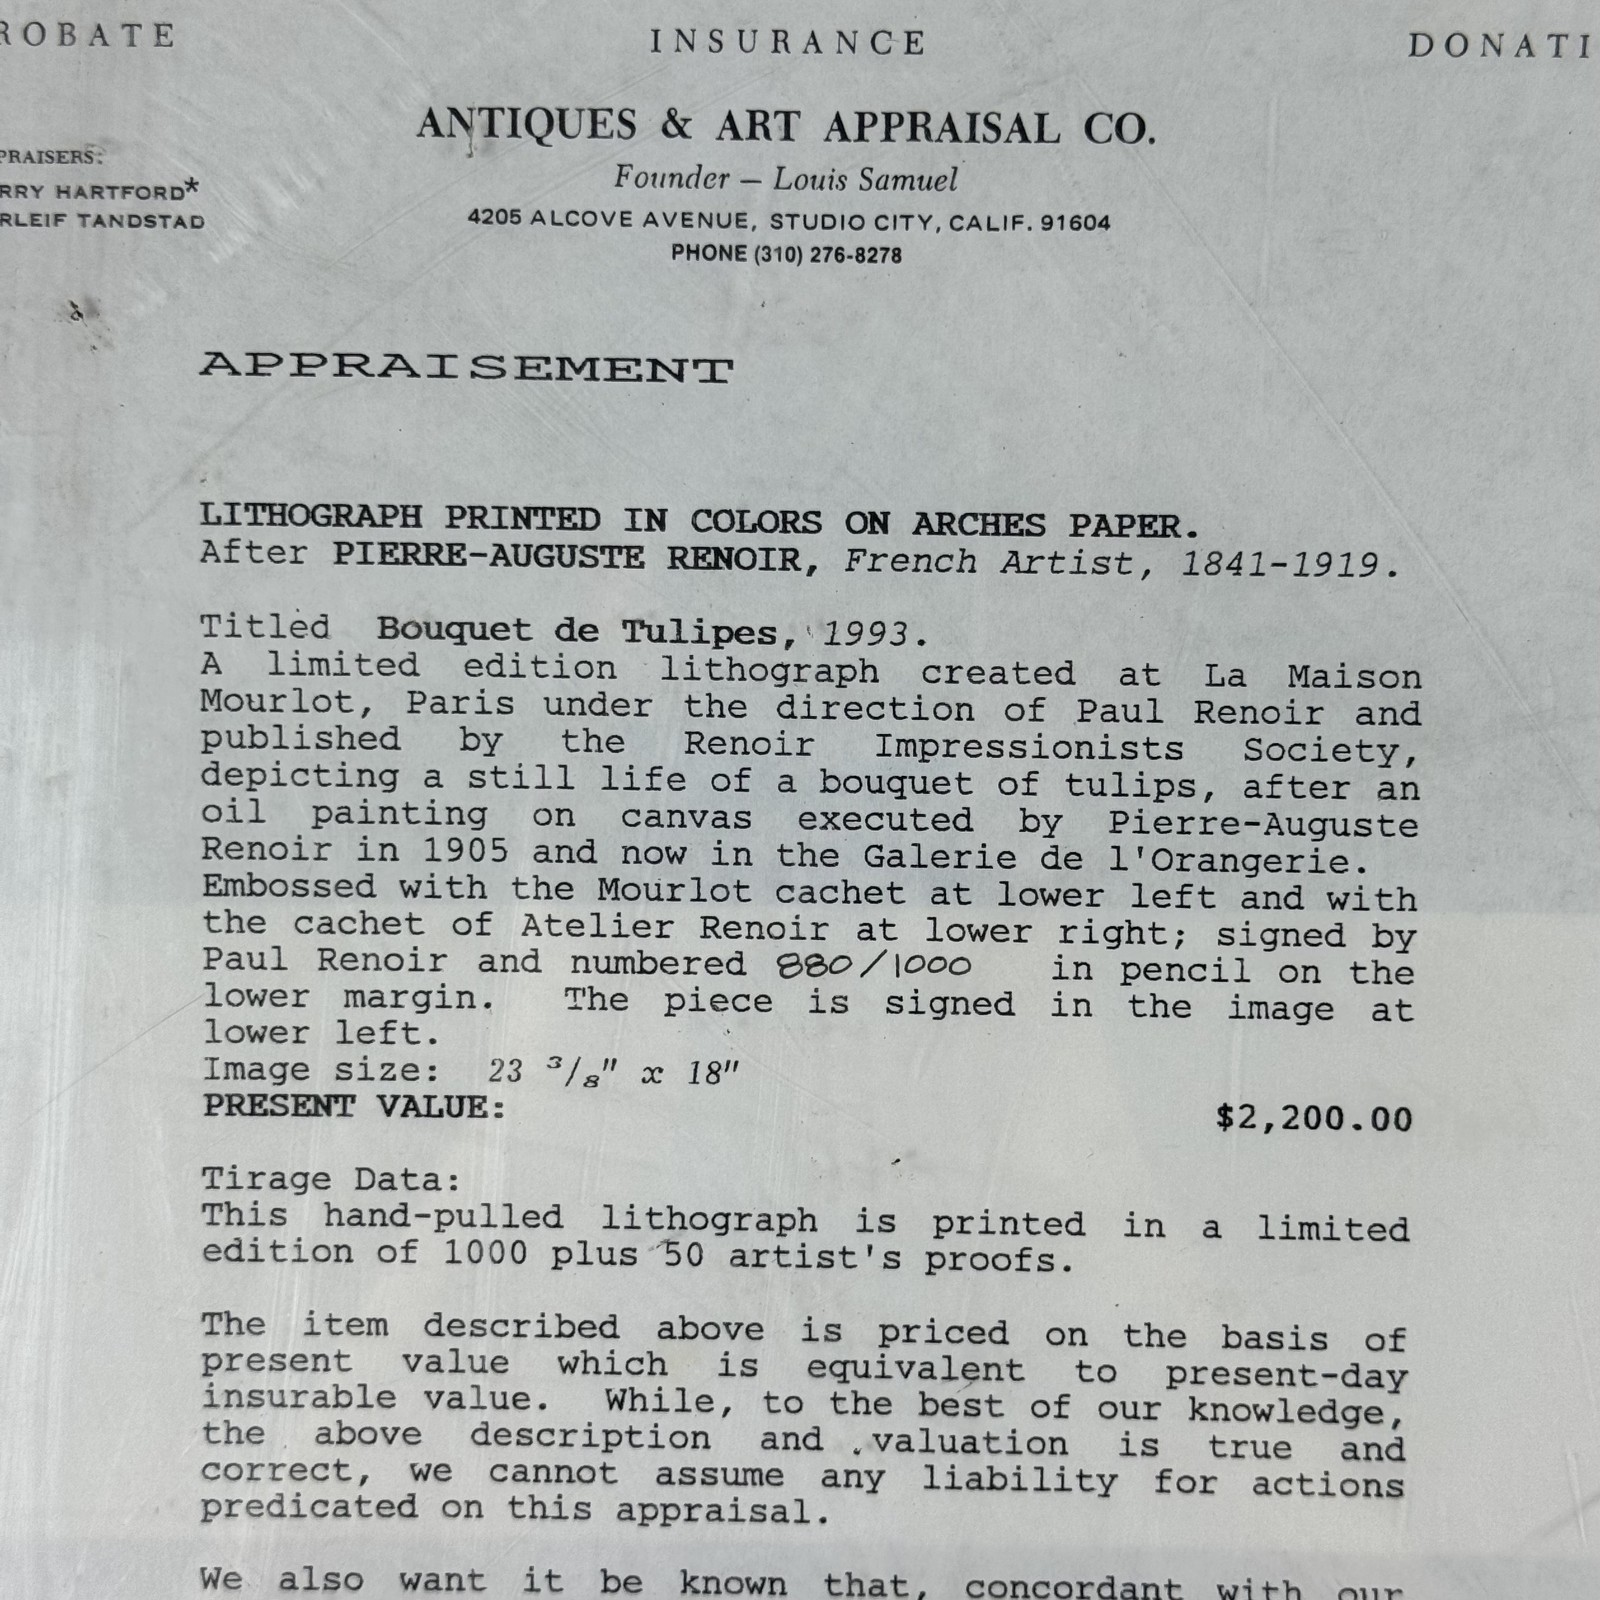 ROBATE INSURANCE DONATI
ANTIQUES & ART APPRAISAL CO.
Founder — Louis Samuel
PRAISERS:
RRY HARTFORD*
RLEIF TANDSTAD
4205 ALCOVE AVENUE, STUDIO CITY, CALIF. 91604
PHONE (310) 276-8278
APPRAISEMENT
LITHOGRAPH PRINTED IN COLORS ON ARCHES PAPER.
After PIERRE-AUGUSTE RENOIR, French Artist, 1841-1919.
Titled Bouquet de Tulipes, 1993.
A limited edition lithograph created at La Maison
Mourlot, Paris under the direction of Paul Renoir and
published by the Renoir Impressionists Society,
depicting a still life of a bouquet of tulips, after an
oil painting on canvas executed by Pierre-Auguste
Renoir in 1905 and now in the Galerie de l'Orangerie.
Embossed with the Mourlot cachet at lower left and with
the cachet of Atelier Renoir at lower right; signed by
Paul Renoir and numbered 880/1000 in pencil on the
lower margin. The piece is signed in the image at
lower left.
Image size: 23 3/8" x 18"
PRESENT VALUE: $2,200.00
Tirage Data:
This hand-pulled lithograph is printed in a limited
edition of 1000 plus 50 artist's proofs.
The item described above is priced on the basis of
present value which is equivalent to present-day
insurable value. While, to the best of our knowledge,
the above description and valuation is true and
correct, we cannot assume any liability for actions
predicated on this appraisal.
We also want it be known that, concordant with our